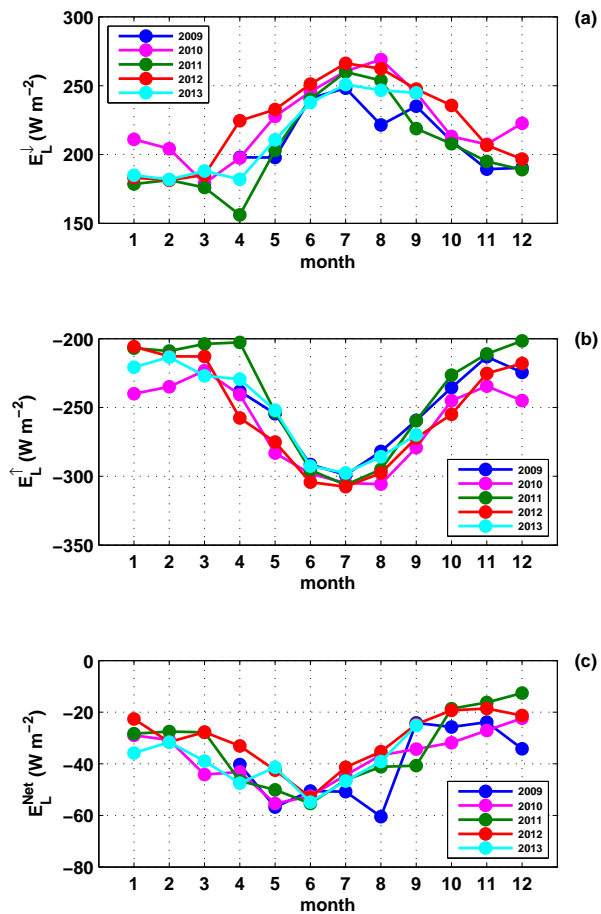 (a)
300
250
200
150
E_L^↓ (W m^−2)
2009
2010
2011
2012
2013
1 2 3 4 5 6 7 8 9 10 11 12
month
(b)
−200
−250
−300
−350
E_L^↑ (W m^−2)
2009
2010
2011
2012
2013
1 2 3 4 5 6 7 8 9 10 11 12
month
(c)
0
−20
−40
−60
−80
E_L^Net (W m^−2)
2009
2010
2011
2012
2013
1 2 3 4 5 6 7 8 9 10 11 12
month